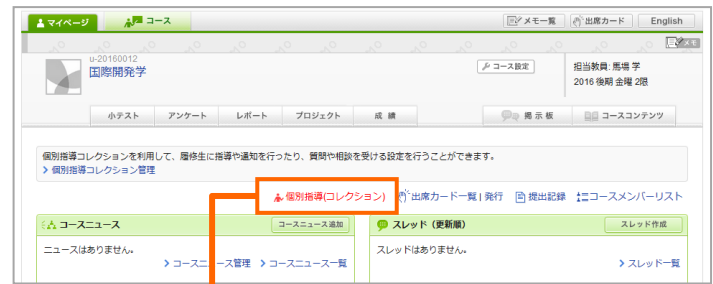 マイページ
コース
メモ一覧
出席カード
English
メモ
u-20160012
国際開発学
コース設定
担当教員: 馬場 学
2016 後期 金曜 2限
小テスト
アンケート
レポート
プロジェクト
成 績
掲 示 板
コースコンテンツ
個別指導コレクションを利用して、履修生に指導や通知を行ったり、質問や相談を受ける設定を行うことができます。
> 個別指導コレクション管理
個別指導(コレクション)
出席カード一覧 | 発行
提出記録
コースメンバーリスト
コースニュース
コースニュース追加
スレッド（更新順）
スレッド作成
ニュースはありません。
スレッドはありません。
> コースニュース管理
> コースニュース一覧
> スレッド一覧